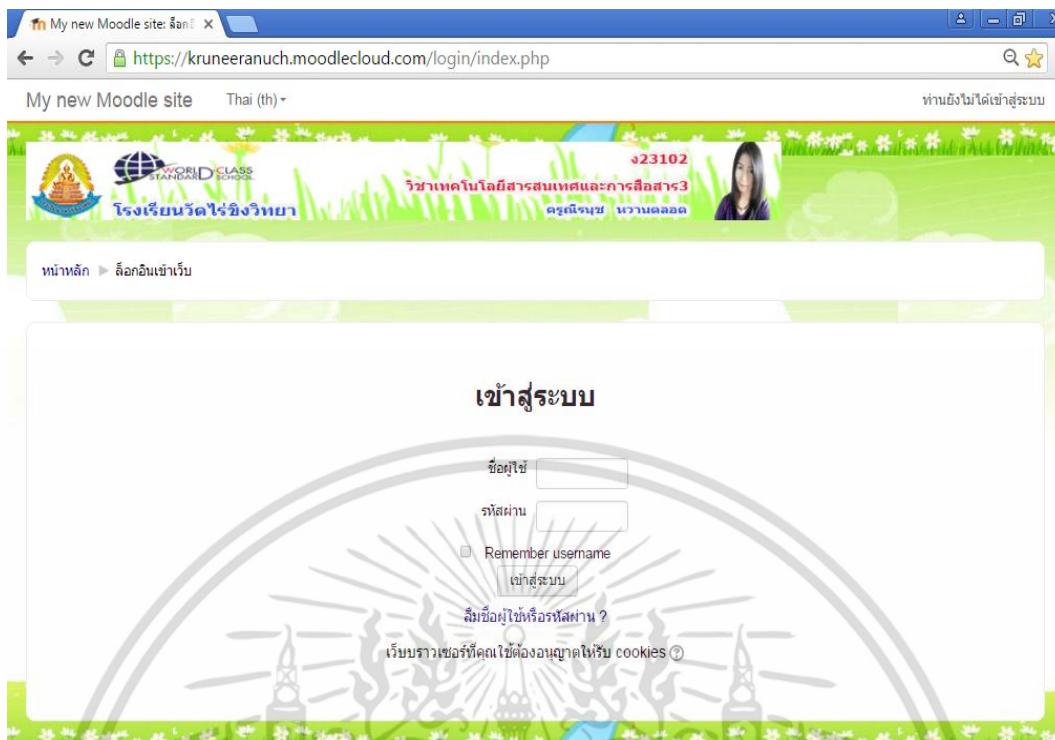 My new Moodle site: ล็อกอิ
https://kruneeranuch.moodlecloud.com/login/index.php
My new Moodle site Thai (th) ท่านยังไม่ได้เข้าสู่ระบบ
WORLD CLASS
STANDARD SCHOOL
โรงเรียนวัดไร่ขิงวิทยา
ง23102
วิชาเทคโนโลยีสารสนเทศและการสื่อสาร3
ครูณีรนุช หวานฉลอด
หน้าหลัก ▶ ล็อกอินเข้าเว็บ
เข้าสู่ระบบ
ชื่อผู้ใช้
รหัสผ่าน
Remember username
เข้าสู่ระบบ
ลืมชื่อผู้ใช้หรือรหัสผ่าน ?
เว็บบราวเซอร์ที่คุณใช้ต้องอนุญาตให้รับ cookies